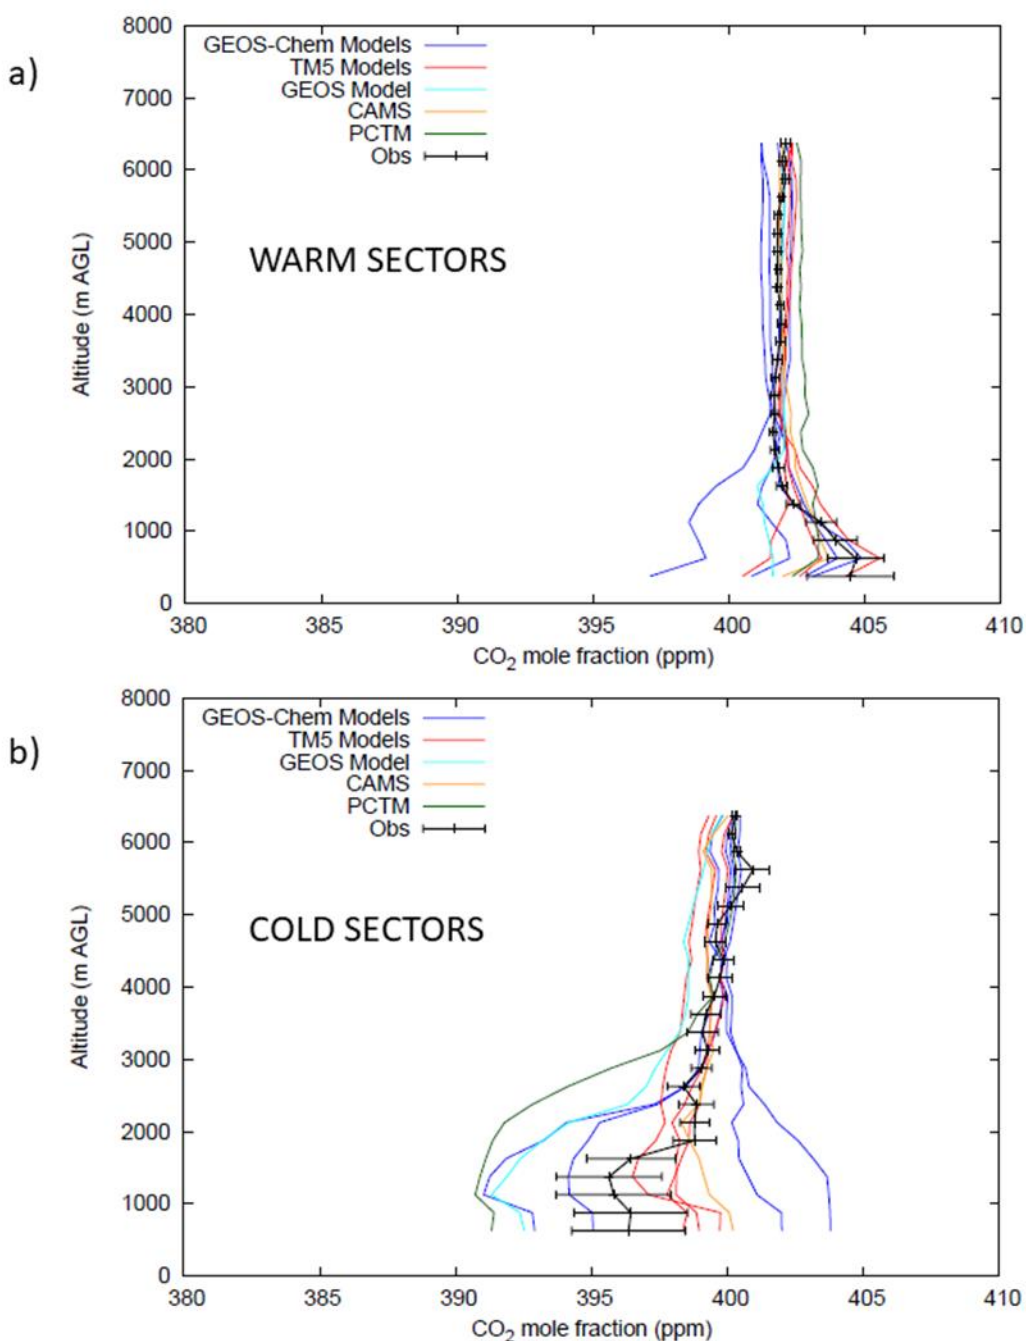 a)
8000
7000
6000
5000
4000
3000
2000
1000
0
Altitude (m AGL)
GEOS-Chem Models
TM5 Models
GEOS Model
CAMS
PCTM
Obs
WARM SECTORS
380 385 390 395 400 405 410
CO2 mole fraction (ppm)
b)
8000
7000
6000
5000
4000
3000
2000
1000
0
Altitude (m AGL)
GEOS-Chem Models
TM5 Models
GEOS Model
CAMS
PCTM
Obs
COLD SECTORS
380 385 390 395 400 405 410
CO2 mole fraction (ppm)